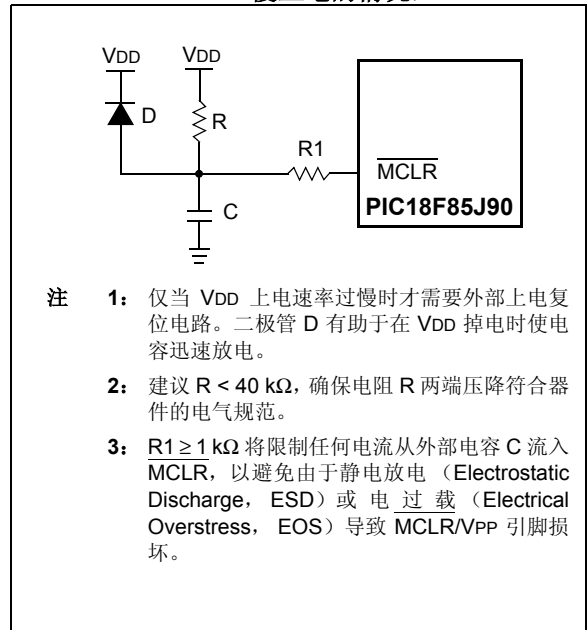 VDD VDD
D
R
R1
MCLR
C
PIC18F85J90
注 1： 仅当 VDD 上电速率过慢时才需要外部上电复
位电路。二极管 D 有助于在 VDD 掉电时使电
容迅速放电。
2： 建议 R < 40 kΩ，确保电阻 R 两端压降符合器
件的电气规范。
3： R1 ≥ 1 kΩ 将限制任何电流从外部电容 C 流入
MCLR，以避免由于静电放电 （Electrostatic
Discharge， ESD）或 电 过 载 （Electrical
Overstress， EOS）导致 MCLR/VPP 引脚损
坏。